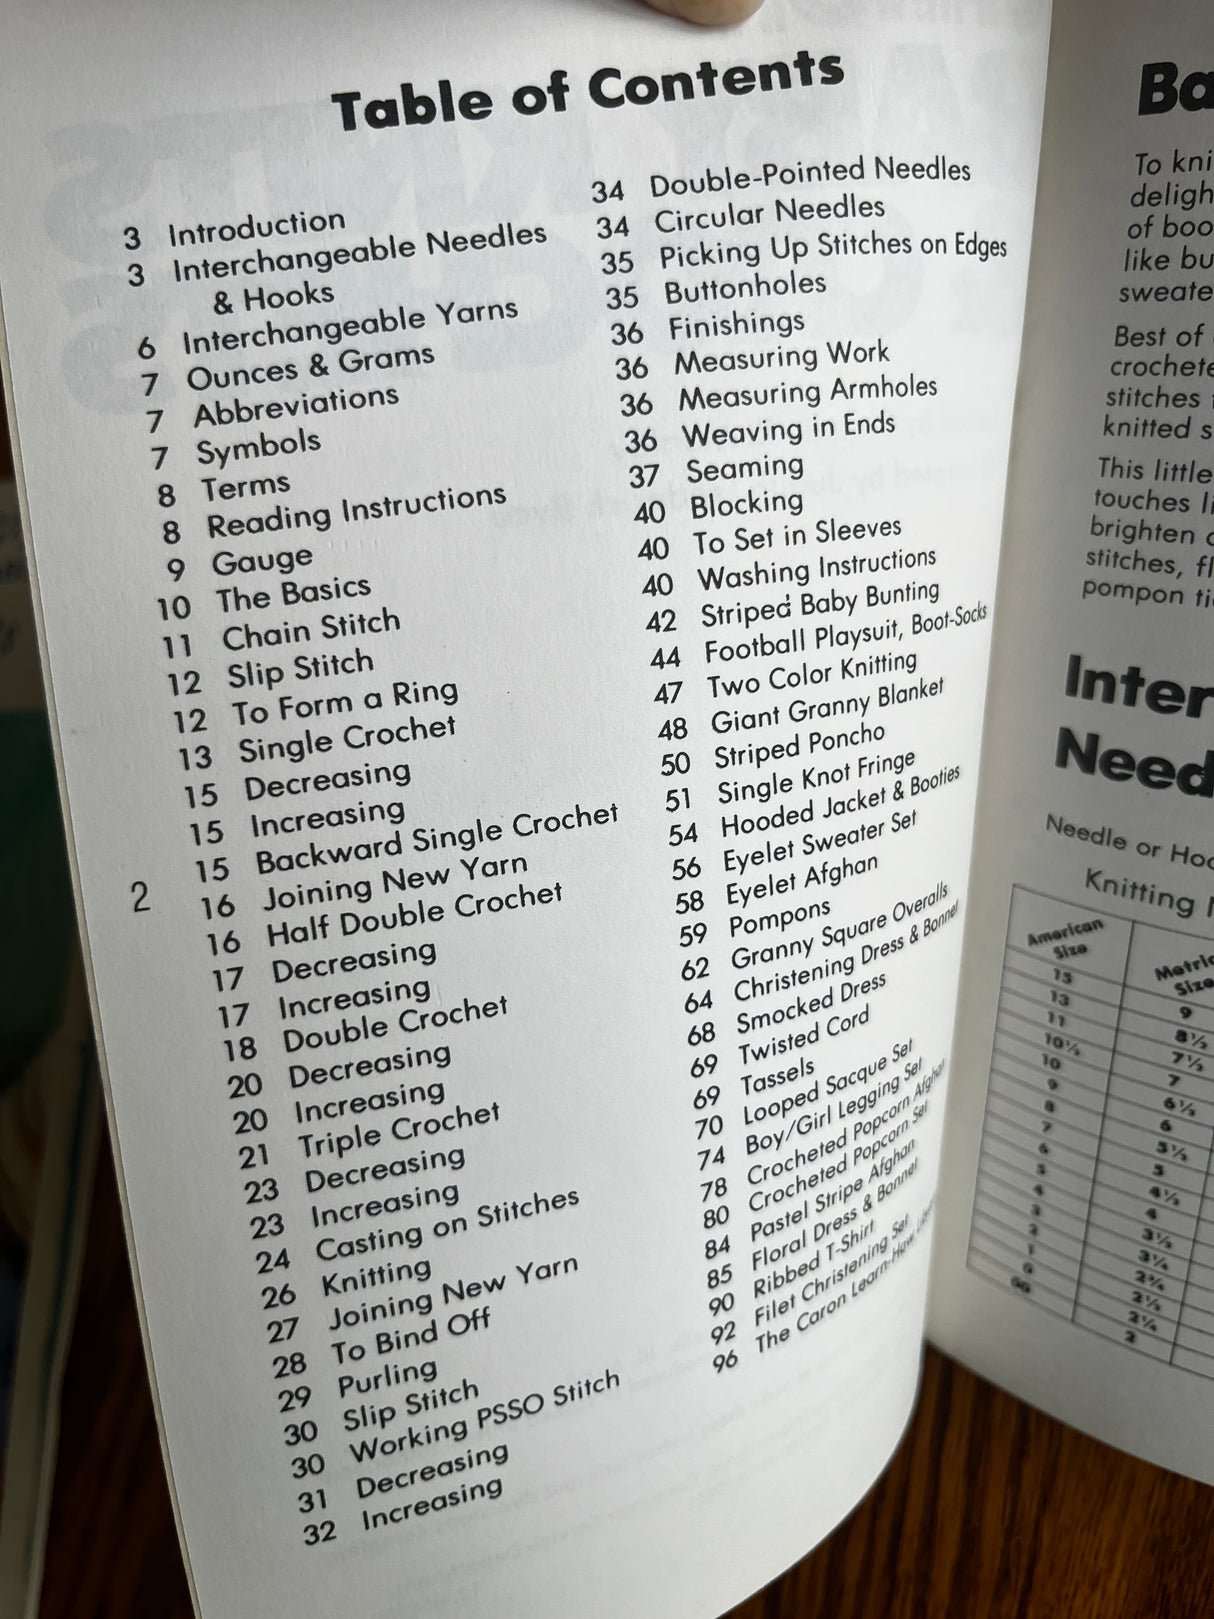 Table of Contents
3 Introduction
3 Interchangeable Needles
& Hooks
6 Interchangeable Yarns
7 Ounces & Grams
7 Abbreviations
7 Symbols
8 Terms
8 Reading Instructions
9 Gauge
10 The Basics
11 Chain Stitch
12 Slip Stitch
12 To Form a Ring
13 Single Crochet
15 Decreasing
15 Increasing
15 Backward Single Crochet
16 Joining New Yarn
16 Half Double Crochet
17 Decreasing
17 Increasing
18 Double Crochet
20 Decreasing
20 Increasing
21 Triple Crochet
23 Decreasing
23 Increasing
24 Casting on Stitches
26 Knitting
27 Joining New Yarn
28 To Bind Off
29 Purling
30 Slip Stitch
30 Working PSSO Stitch
31 Decreasing
32 Increasing
34 Double-Pointed Needles
34 Circular Needles
35 Picking Up Stitches on Edges
35 Buttonholes
36 Finishings
36 Measuring Work
36 Measuring Armholes
36 Weaving in Ends
37 Seaming
40 Blocking
40 To Set in Sleeves
40 Washing Instructions
42 Striped Baby Bunting
44 Football Playsuit, Boot-Socks
47 Two Color Knitting
48 Giant Granny Blanket
50 Striped Poncho
51 Single Knot Fringe
54 Hooded Jacket & Booties
56 Eyelet Sweater Set
58 Eyelet Afghan
59 Pompons
62 Granny Square Overalls
64 Christening Dress & Bonnet
68 Smocked Dress
69 Twisted Cord
69 Tassels
70 Looped Sacque Set
74 Boy/Girl Legging Set
78 Crocheted Popcorn Afghan
80 Crocheted Popcorn Set
84 Pastel Stripe Afghan
85 Floral Dress & Bonnet
90 Ribbed T-Shirt
92 Filet Christening Set
96 The Caron Learn-How
2
Ba
To kni
deligh
of boo
like bu
sweate
Best of
crochete
stitches
knitted s
This little
touches li
brighten
stitches, fl
pompon ti
Inter
Need
Needle or Hoo
Knitting
American
Size
Metric
Size
15 9
13 8½
11 7½
10½ 7
10 6½
9 6
8 5½
7 5
6 4½
5 4
4 3½